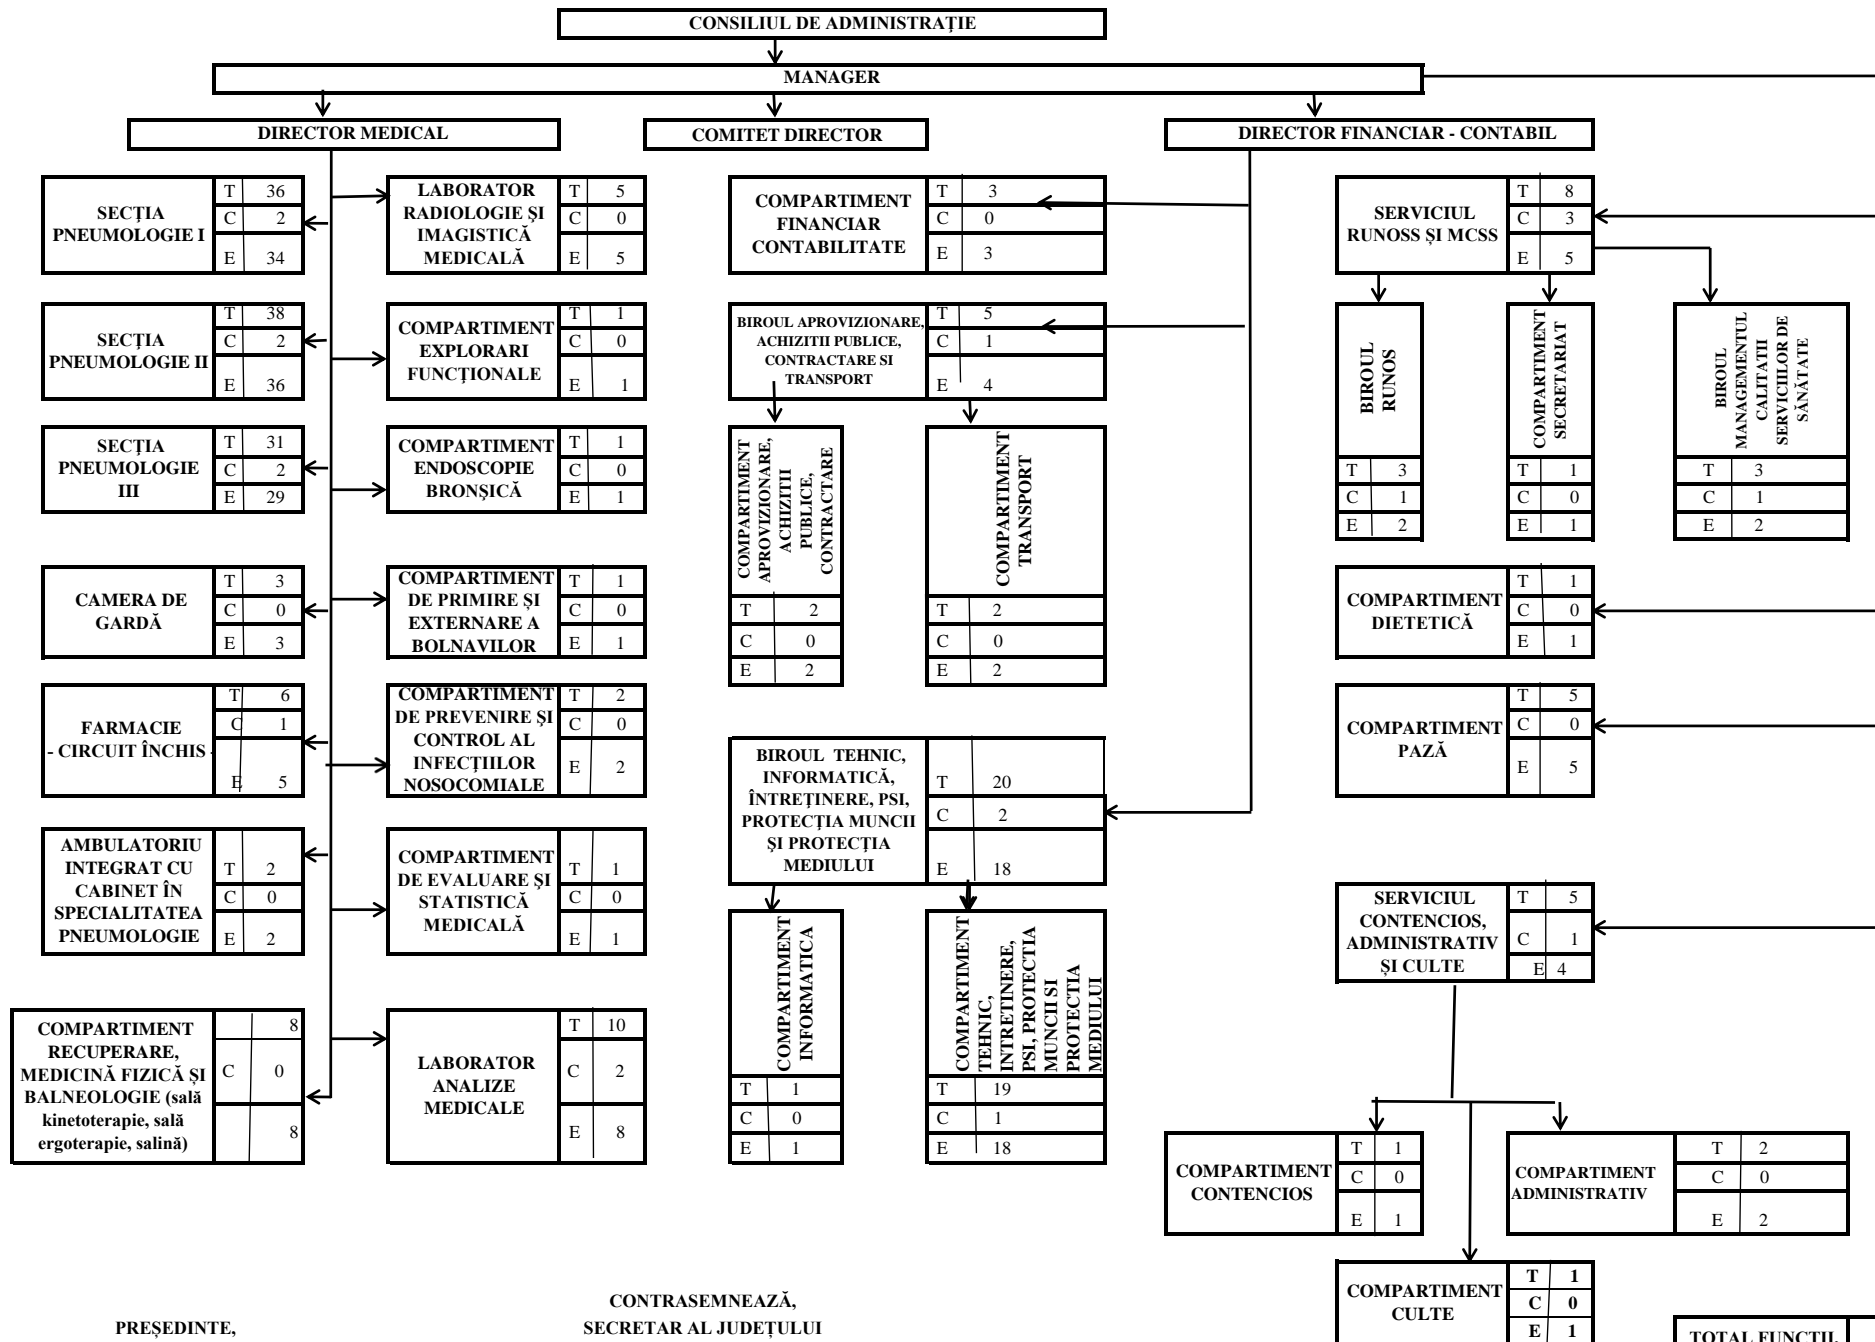 CONSILIUL DE ADMINISTRAȚIE
MANAGER
DIRECTOR MEDICAL
COMITET DIRECTOR
DIRECTOR FINANCIAR - CONTABIL
SECȚIA
PNEUMOLOGIE I
T 36
C 2
E 34
LABORATOR
RADIOLOGIE ŞI
IMAGISTICĂ
MEDICALĂ
T 5
C 0
E 5
COMPARTIMENT
FINANCIAR
CONTABILITATE
T 3
C 0
E 3
SERVICIUL
RUNOSS ȘI MCSS
T 8
C 3
E 5
SECȚIA
PNEUMOLOGIE II
T 38
C 2
E 36
COMPARTIMENT
EXPLORARI
FUNCŢIONALE
T 1
C 0
E 1
BIROUL APROVIZIONARE,
ACHIZITII PUBLICE,
CONTRACTARE SI
TRANSPORT
T 5
C 1
E 4
BIROUL
RUNOS
T 3
C 1
E 2
COMPARTIMENT
SECRETARIAT
T 1
C 0
E 1
BIROUL
MANAGEMENTUL
CALITATII
SERVICIILOR DE
SĂNĂTATE
T 3
C 1
E 2
SECȚIA
PNEUMOLOGIE
III
T 31
C 2
E 29
COMPARTIMENT
ENDOSCOPIE
BRONŞICĂ
T 1
C 0
E 1
COMPARTIMENT
APROVIZIONARE,
ACHIZITII
PUBLICE,
CONTRACTARE
T 2
C 0
E 2
COMPARTIMENT
TRANSPORT
T 2
C 0
E 2
CAMERA DE
GARDĂ
T 3
C 0
E 3
COMPARTIMENT
DE PRIMIRE ȘI
EXTERNARE A
BOLNAVILOR
T 1
C 0
E 1
COMPARTIMENT
DIETETICĂ
T 1
C 0
E 1
FARMACIE
- CIRCUIT ÎNCHIS -
T 6
C 1
E 5
COMPARTIMENT
DE PREVENIRE ŞI
CONTROL AL
INFECȚIILOR
NOSOCOMIALE
T 2
C 0
E 2
BIROUL TEHNIC,
INFORMATICĂ,
ÎNTREŢINERE, PSI,
PROTECȚIA MUNCII
ŞI PROTECȚIA
MEDIULUI
T 20
C 2
E 18
COMPARTIMENT
PAZĂ
T 5
C 0
E 5
AMBULATORIU
INTEGRAT CU
CABINET ÎN
SPECIALITATEA
PNEUMOLOGIE
T 2
C 0
E 2
COMPARTIMENT
DE EVALUARE ŞI
STATISTICĂ
MEDICALĂ
T 1
C 0
E 1
COMPARTIMENT
INFORMATICA
T 1
C 0
E 1
COMPARTIMENT
TEHNIC,
INTRETINERE,
PSI, PROTECTIA
MUNCII SI
PROTECTIA
MEDIULUI
T 19
C 1
E 18
SERVICIUL
CONTENCIOS,
ADMINISTRATIV
ȘI CULTE
T 5
C 1
E 4
COMPARTIMENT
RECUPERARE,
MEDICINĂ FIZICĂ ȘI
BALNEOLOGIE (sală
kinetoterapie, sală
ergoterapie, salină)
8
C 0
8
LABORATOR
ANALIZE
MEDICALE
T 10
C 2
E 8
COMPARTIMENT
CONTENCIOS
T 1
C 0
E 1
COMPARTIMENT
ADMINISTRATIV
T 2
C 0
E 2
COMPARTIMENT
CULTE
T 1
C 0
E 1
PREȘEDINTE,
CONTRASEMNEAZĂ,
SECRETAR AL JUDEȚULUI
TOTAL